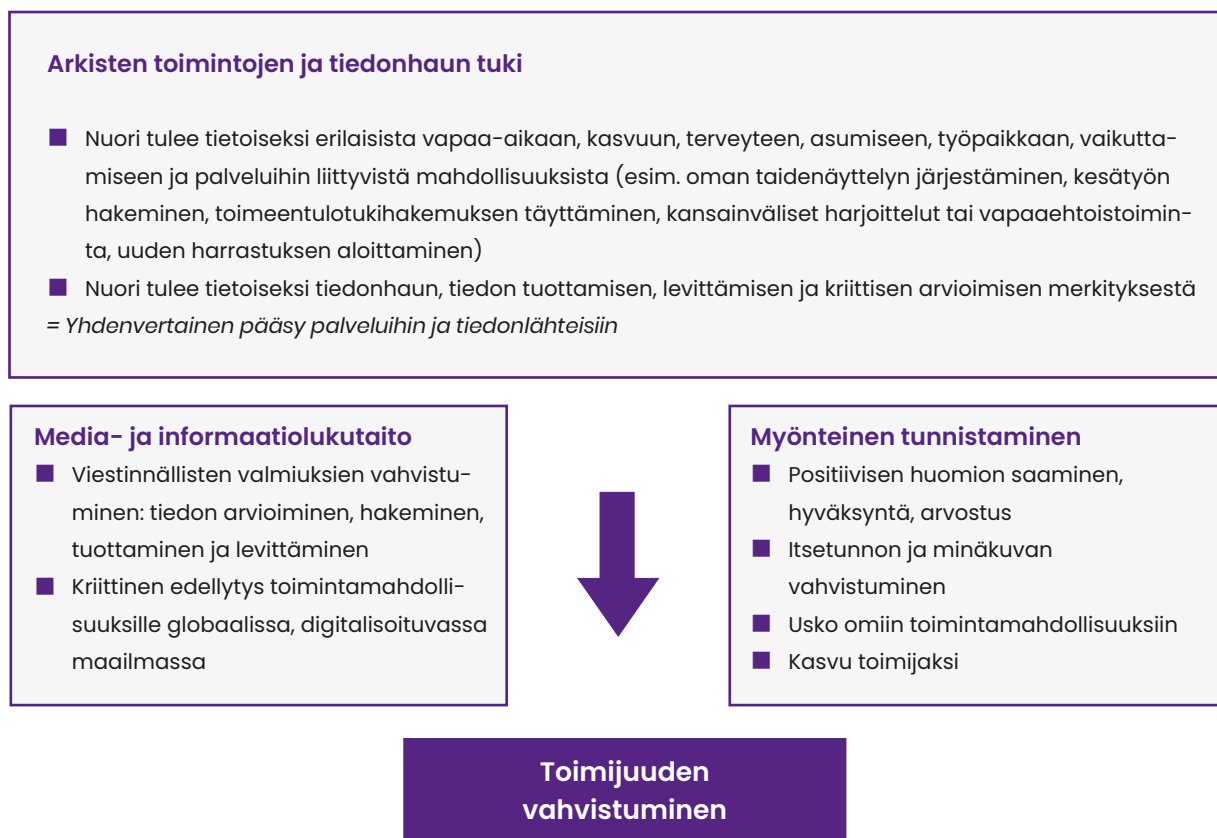 Arkisten toimintojen ja tiedonhaun tuki
■ Nuori tulee tietoiseksi erilaisista vapaa-aikaan, kasvuun, terveyteen, asumiseen, työpaikkaan, vaikutta-
miseen ja palveluihin liittyvistä mahdollisuuksista (esim. oman taidenäyttelyn järjestäminen, kesätyön
hakeminen, toimeentulotukihakemuksen täyttäminen, kansainväliset harjoittelut tai vapaaehtoistoimin-
ta, uuden harrastuksen aloittaminen)
■ Nuori tulee tietoiseksi tiedonhaun, tiedon tuottamisen, levittämisen ja kriittisen arvioimisen merkityksestä
= Yhdenvertainen pääsy palveluihin ja tiedonlähteisiin
Media- ja informaatiolukutaito
■ Viestinnällisten valmiuksien vahvistu-
minen: tiedon arvioiminen, hakeminen,
tuottaminen ja levittäminen
■ Kriittinen edellytys toimintamahdolli-
suuksille globaalissa, digitalisoituvassa
maailmassa
Myönteinen tunnistaminen
■ Positiivisen huomion saaminen,
hyväksyntä, arvostus
■ Itsetunnon ja minäkuvan
vahvistuminen
■ Usko omiin toimintamahdollisuuksiin
■ Kasvu toimijaksi
Toimijuuden
vahvistuminen